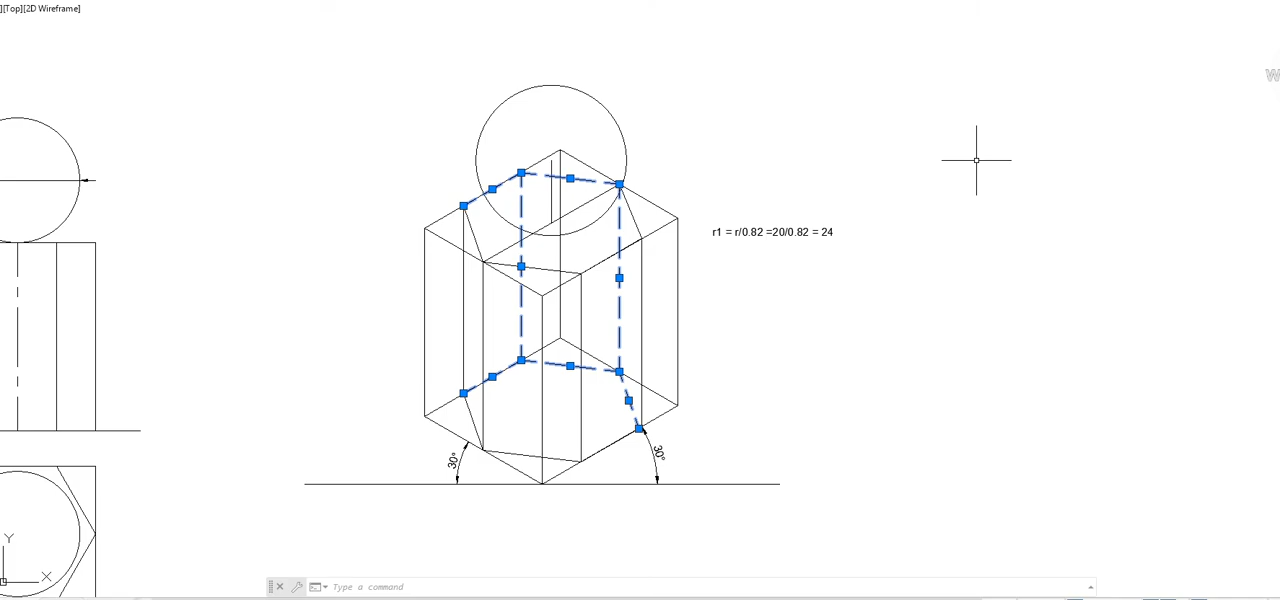 ][Top][2D Wireframe]
W
r1 = r/0.82 =20/0.82 = 24
30°
30°
Y
X
Type a command